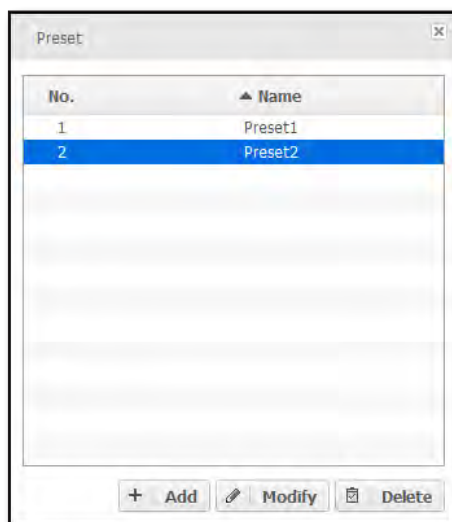 Preset
No. ▲ Name
1 Preset1
2 Preset2
+ Add Modify Delete